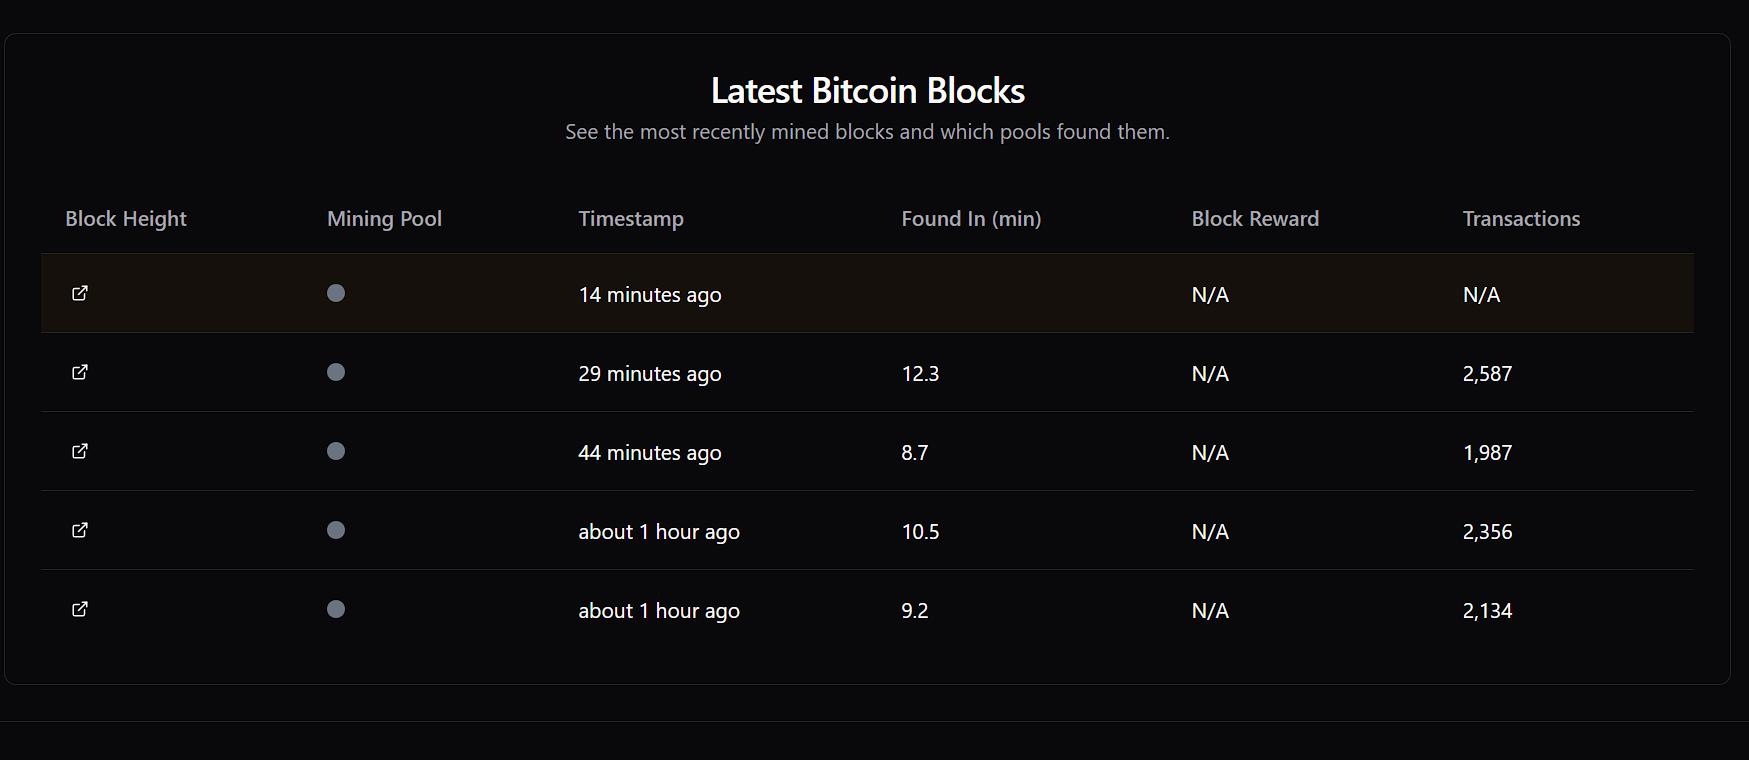 Latest Bitcoin Blocks
See the most recently mined blocks and which pools found them.
Block Height Mining Pool Timestamp Found In (min) Block Reward Transactions
14 minutes ago N/A N/A
29 minutes ago 12.3 N/A 2,587
44 minutes ago 8.7 N/A 1,987
about 1 hour ago 10.5 N/A 2,356
about 1 hour ago 9.2 N/A 2,134